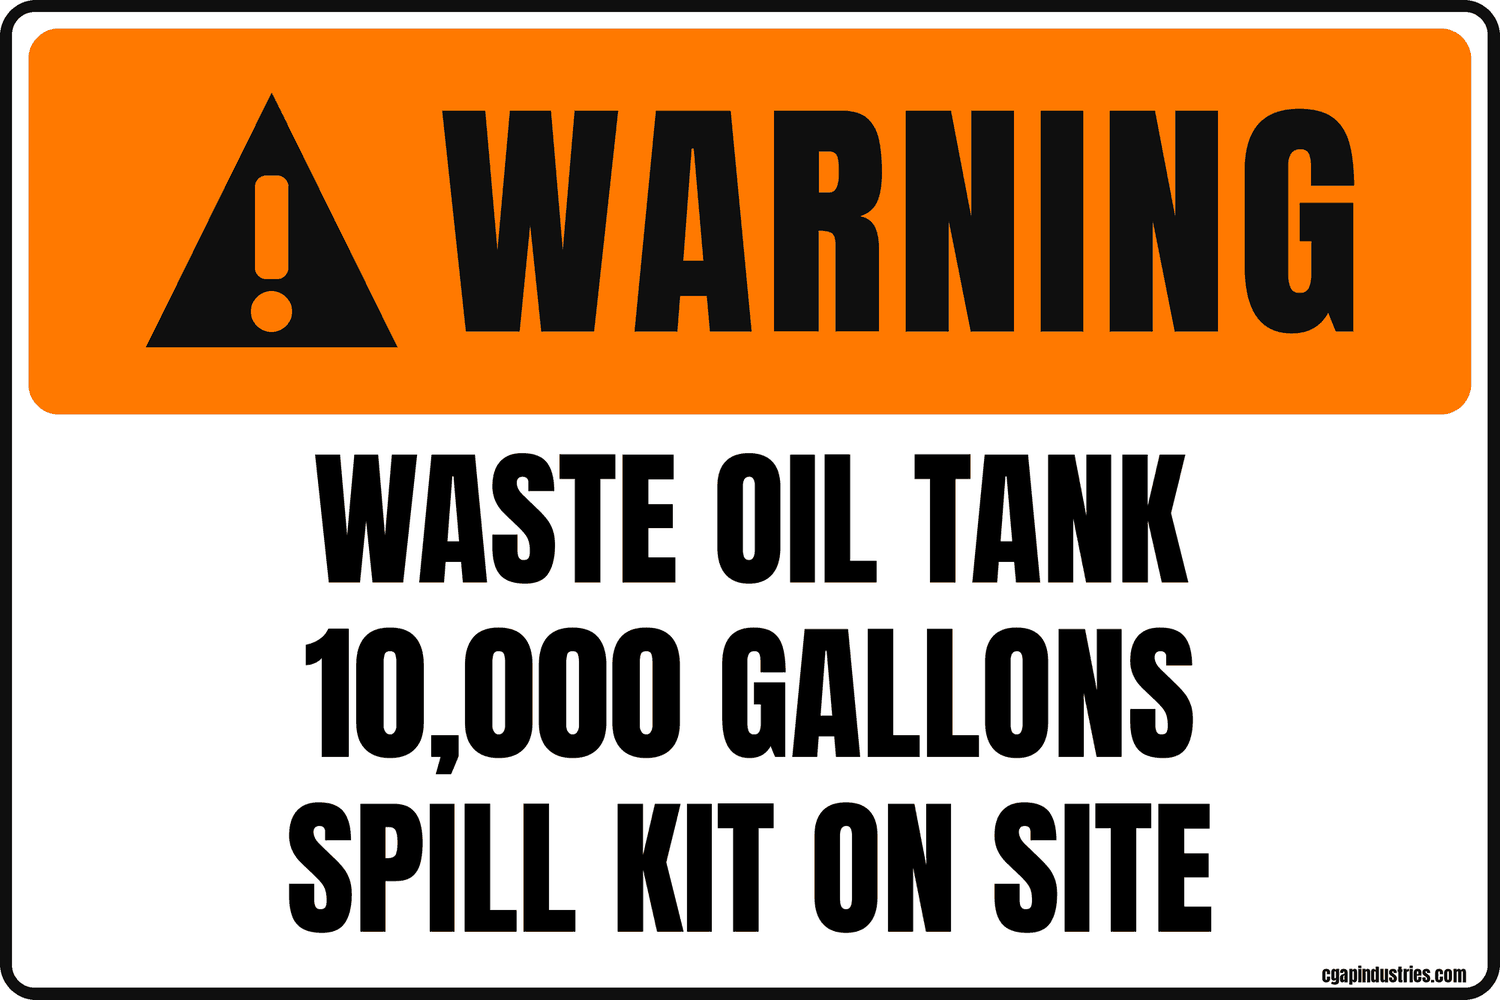 WARNING
WASTE OIL TANK
10,000 GALLONS
SPILL KIT ON SITE
cgapindustries.com